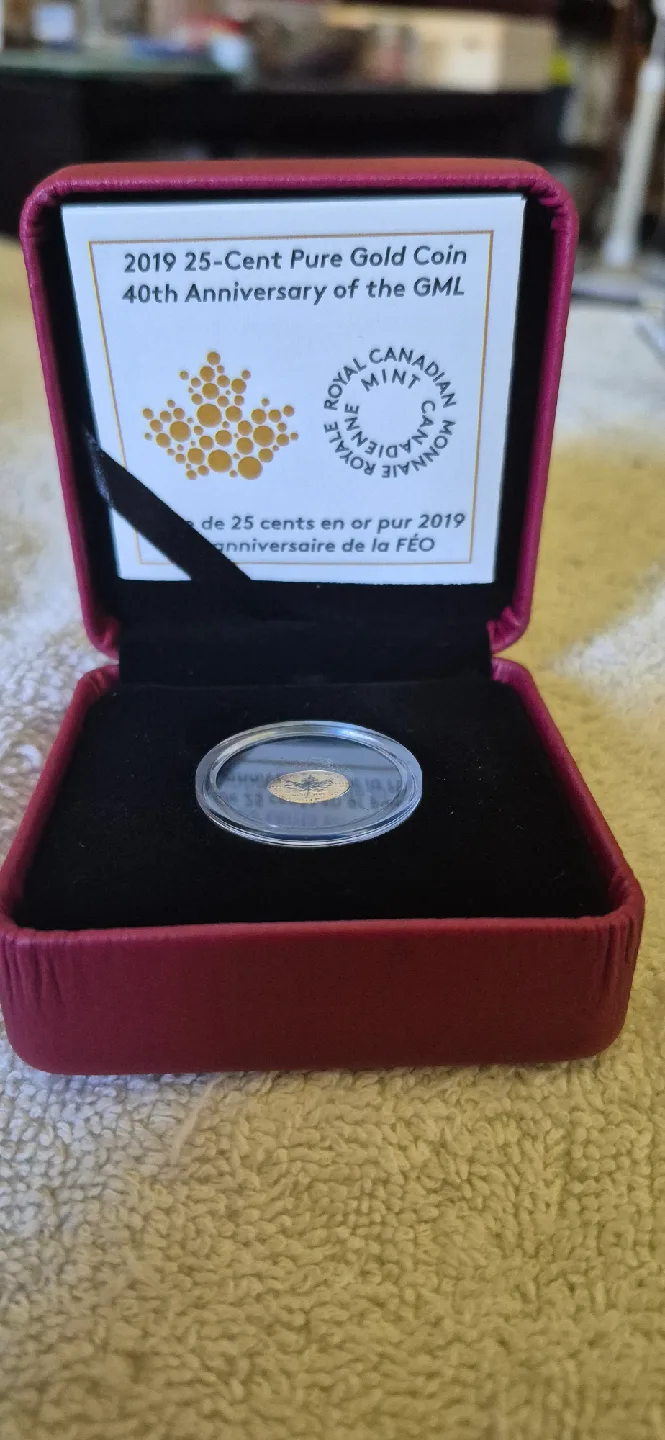 2019 25-Cent Pure Gold Coin
40th Anniversary of the GML
ROYAL CANADIAN MINT
MONNAIE ROYALE CANADIENNE
de 25 cents en or pur 2019
anniversaire de la FÉO